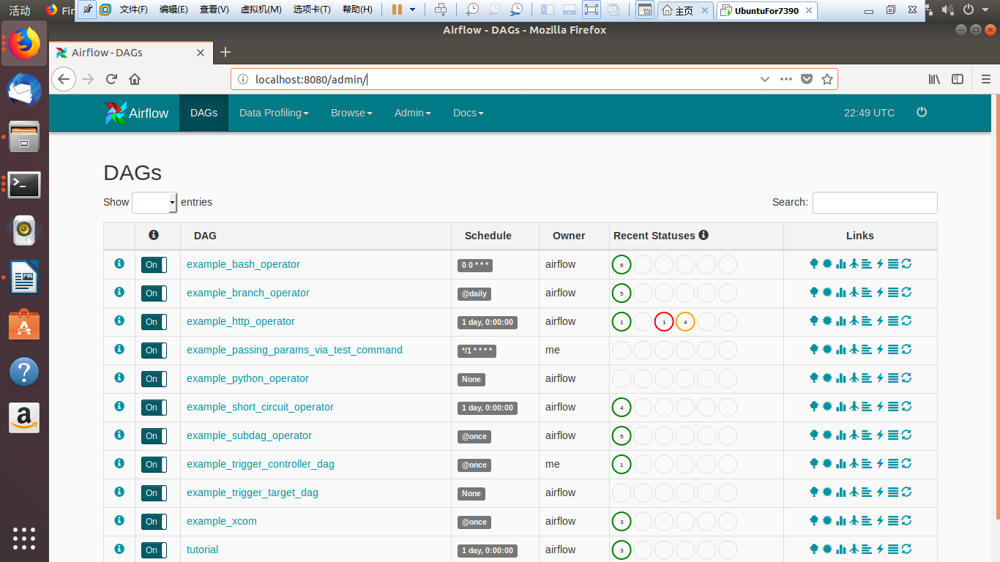 活动 Fir 文件(F) 编辑(E) 查看(V) 虚拟机(M) 选项卡(T) 帮助(H) 主页 UbuntuFor7390
Airflow - DAGs - Mozilla Firefox
Airflow - DAGs
localhost:8080/admin/
Airflow DAGs Data Profiling Browse Admin Docs 22:49 UTC
DAGs
Show entries Search:
DAG Schedule Owner Recent Statuses Links
On example_bash_operator 0 0 * * * airflow 6
On example_branch_operator @daily airflow 5
On example_http_operator 1 day, 0:00:00 airflow 1 1 4
On example_passing_params_via_test_command */1 * * * * me
On example_python_operator None airflow
On example_short_circuit_operator 1 day, 0:00:00 airflow 4
On example_subdag_operator @once airflow 5
On example_trigger_controller_dag @once me 1
On example_trigger_target_dag None airflow
On example_xcom @once airflow 3
On tutorial 1 day, 0:00:00 airflow 3